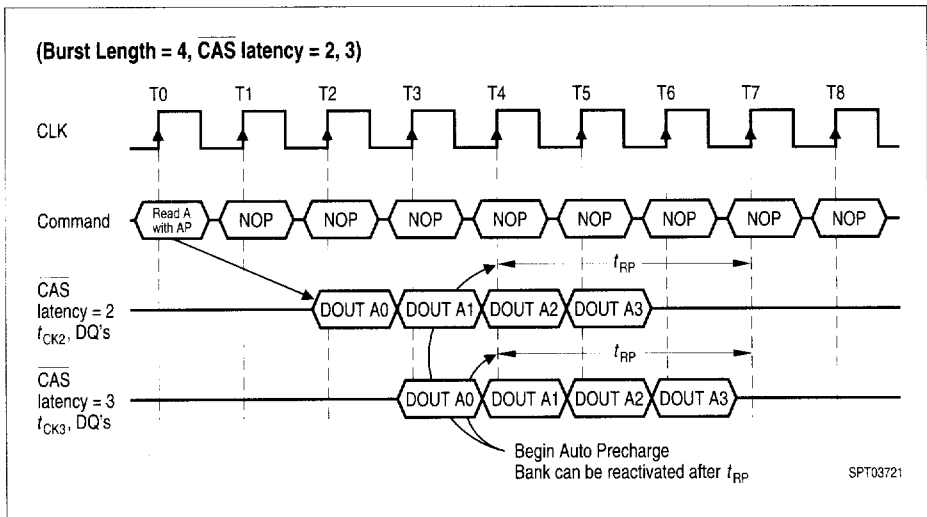 (Burst Length = 4, CAS latency = 2, 3)
T0 T1 T2 T3 T4 T5 T6 T7 T8
CLK
Command
Read A
with AP
NOP NOP NOP NOP NOP NOP NOP NOP
tRP
CAS
latency = 2
tCK2, DQ's
DOUT A0 DOUT A1 DOUT A2 DOUT A3
tRP
CAS
latency = 3
tCK3, DQ's
DOUT A0 DOUT A1 DOUT A2 DOUT A3
Begin Auto Precharge
Bank can be reactivated after tRP
SPT03721